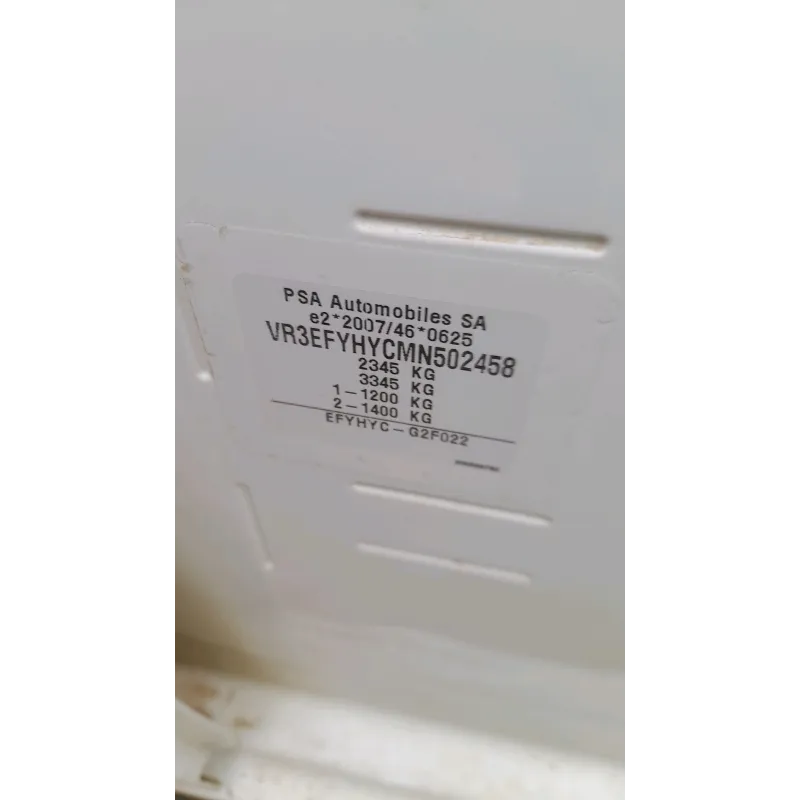 PSA Automobiles SA
e2*2007/46*0625
VR3EFYHYCMN502458
2345 KG
3345 KG
1-1200 KG
2-1400 KG
EFYHYC-G2F022